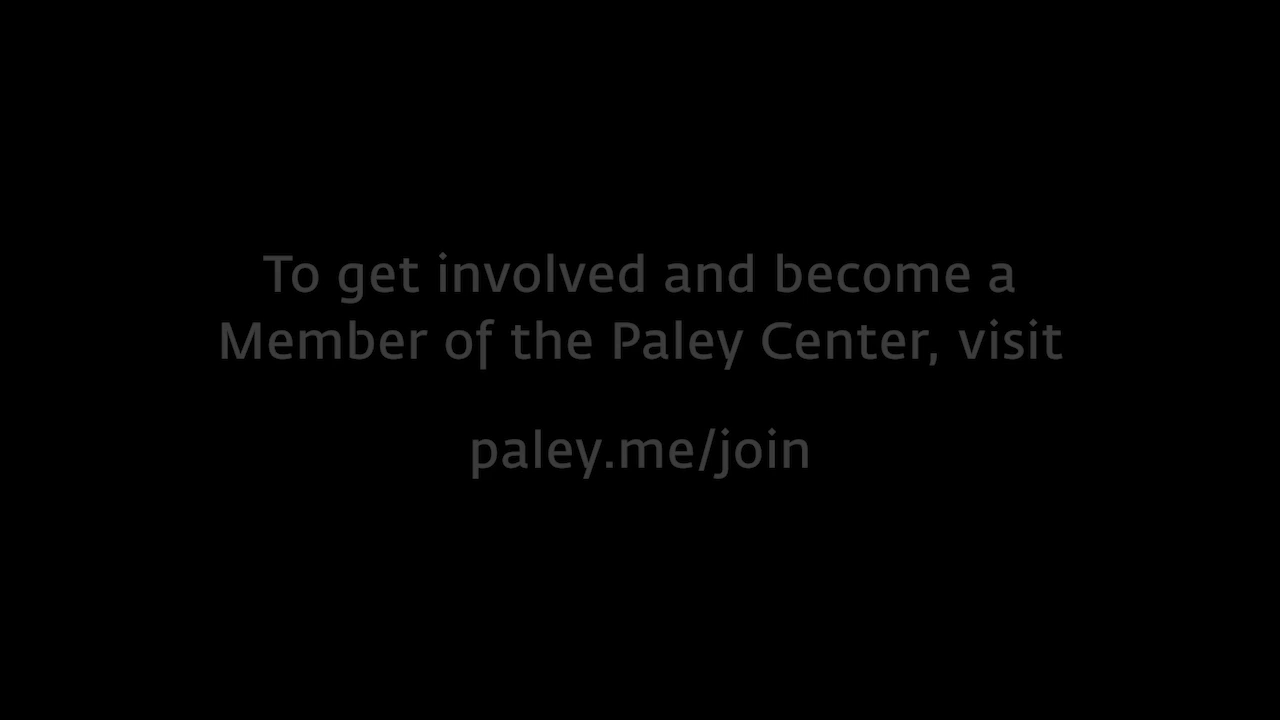 To get involved and become a
Member of the Paley Center, visit
paley.me/join